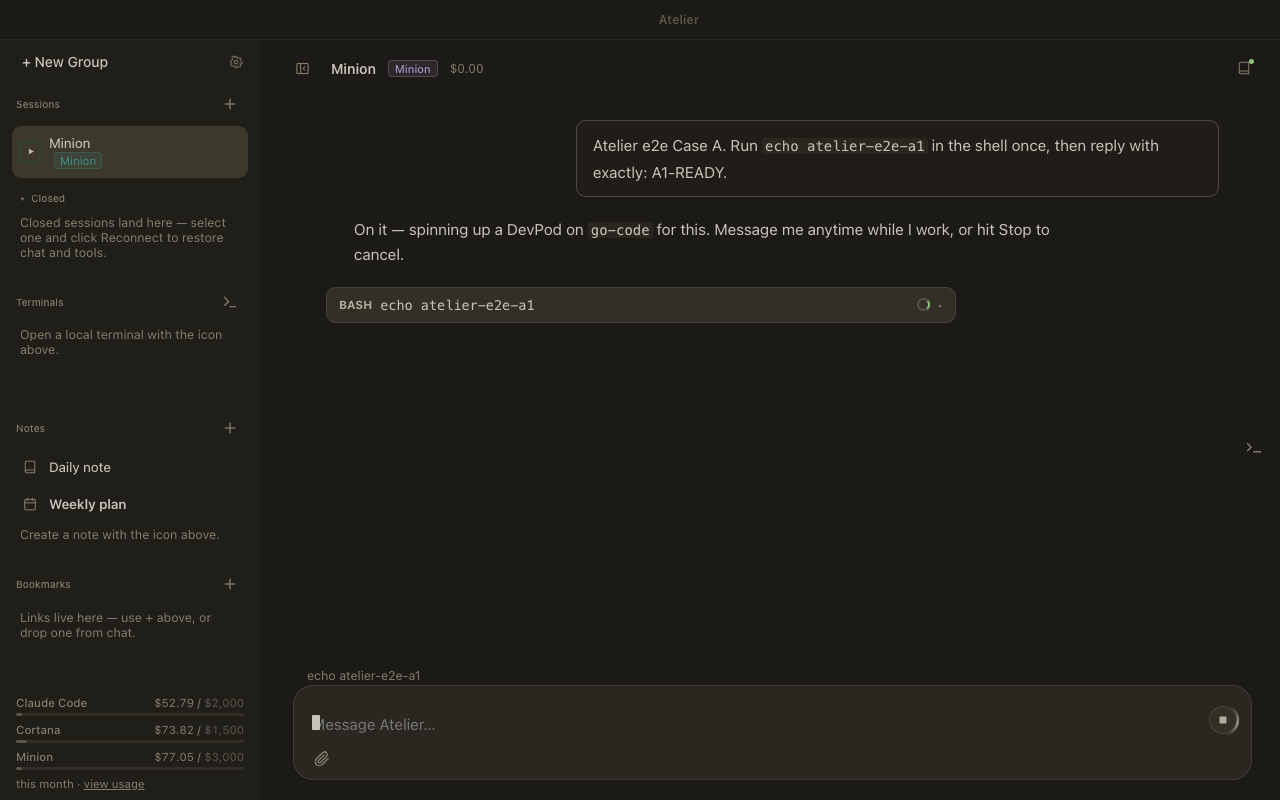 Atelier
+ New Group
Sessions
Minion
Minion
Closed
Closed sessions land here — select
one and click Reconnect to restore
chat and tools.
Terminals
Open a local terminal with the icon
above.
Notes
Daily note
Weekly plan
Create a note with the icon above.
Bookmarks
Links live here — use + above, or
drop one from chat.
Claude Code $52.79 / $2,000
Cortana $73.82 / $1,500
Minion $77.05 / $3,000
this month · view usage
Minion Minion $0.00
Atelier e2e Case A. Run echo atelier-e2e-a1 in the shell once, then reply with
exactly: A1-READY.
On it — spinning up a DevPod on go-code for this. Message me anytime while I work, or hit Stop to
cancel.
BASH echo atelier-e2e-a1
echo atelier-e2e-a1
Message Atelier...